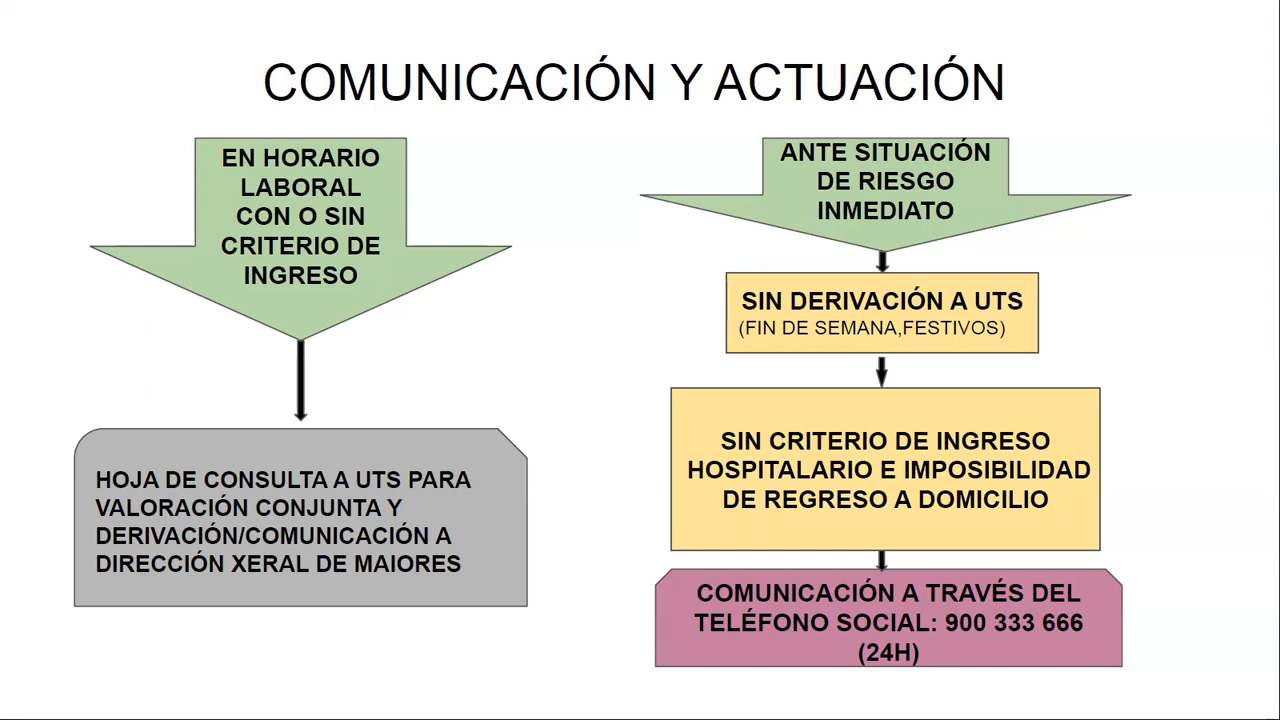 COMUNICACIÓN Y ACTUACIÓN
EN HORARIO
LABORAL
CON O SIN
CRITERIO DE
INGRESO
HOJA DE CONSULTA A UTS PARA
VALORACIÓN CONJUNTA Y
DERIVACIÓN/COMUNICACIÓN A
DIRECCIÓN XERAL DE MAIORES
ANTE SITUACIÓN
DE RIESGO
INMEDIATO
SIN DERIVACIÓN A UTS
(FIN DE SEMANA,FESTIVOS)
SIN CRITERIO DE INGRESO
HOSPITALARIO E IMPOSIBILIDAD
DE REGRESO A DOMICILIO
COMUNICACIÓN A TRAVÉS DEL
TELÉFONO SOCIAL: 900 333 666
(24H)